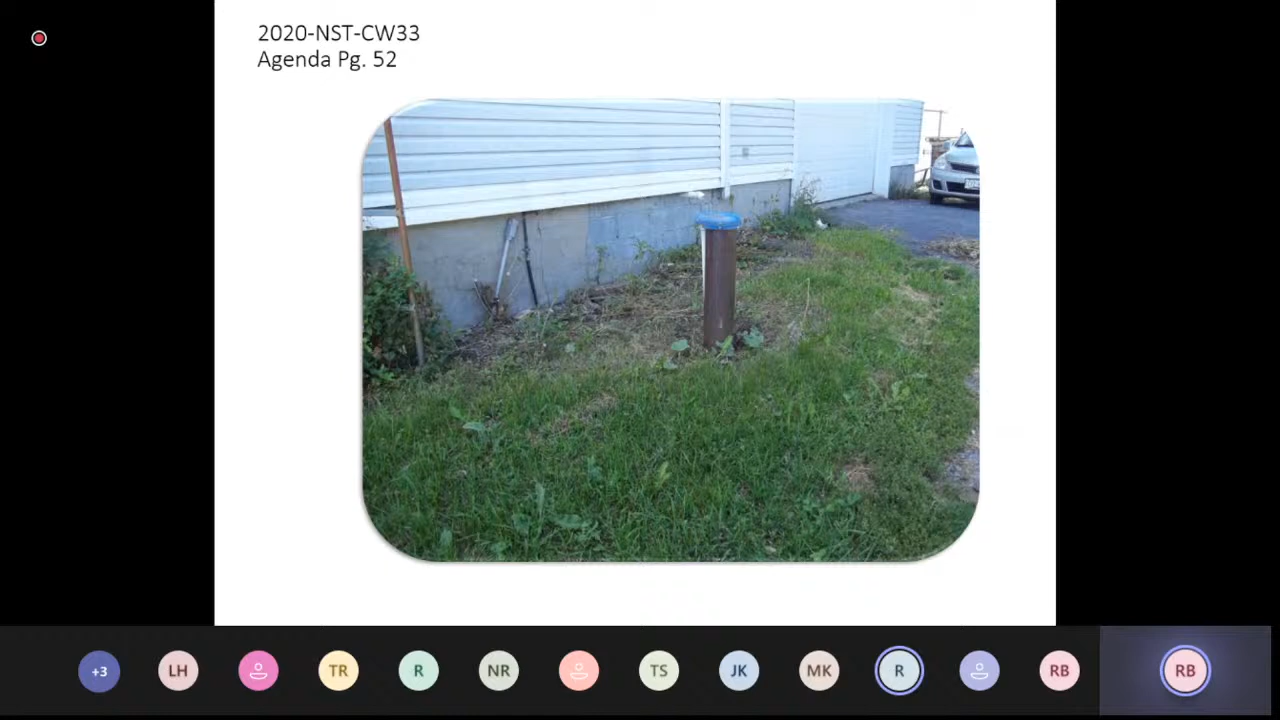 2020-NST-CW33
Agenda Pg. 52
+3
LH
TR
R
NR
TS
JK
MK
R
RB
RB